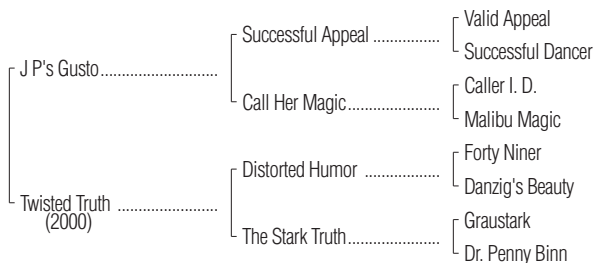 Valid Appeal
Successful Appeal ................
Successful Dancer
J P's Gusto............................
Caller I. D.
Call Her Magic......................
Malibu Magic
Forty Niner
Distorted Humor ..................
Danzig's Beauty
Twisted Truth ........................
(2000)
Graustark
The Stark Truth......................
Dr. Penny Binn